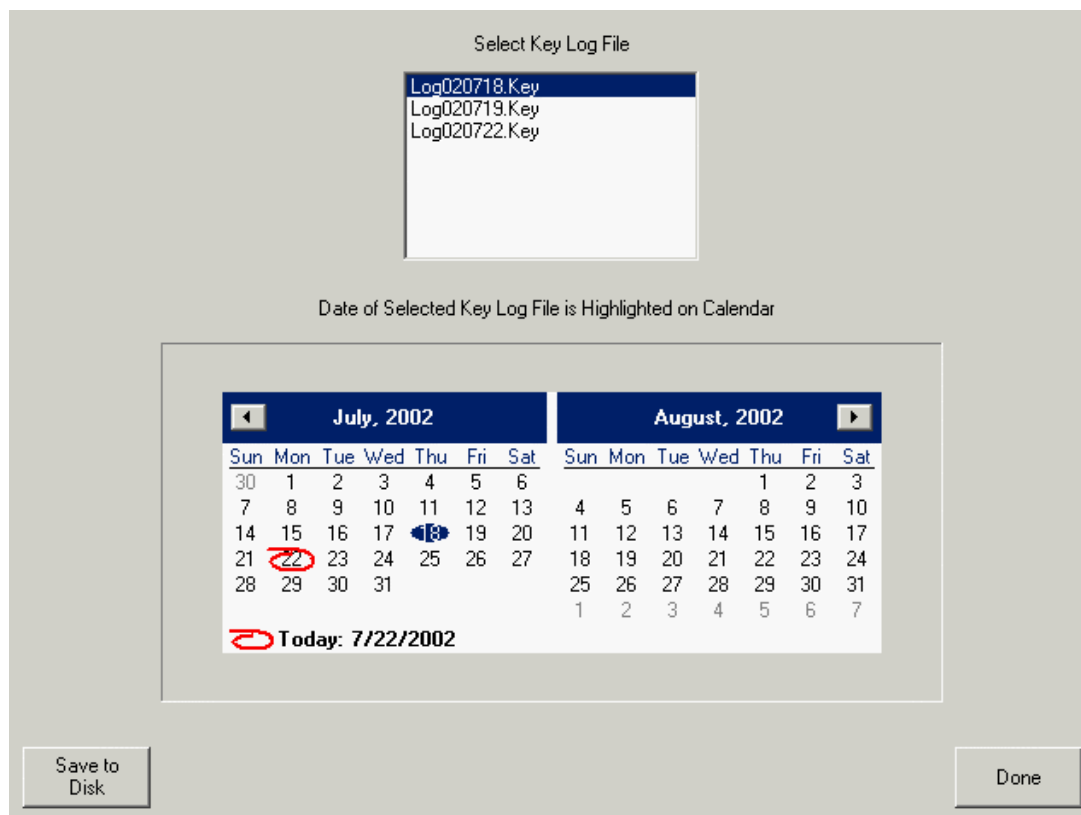 Select Key Log File
Log020718.Key
Log020719.Key
Log020722.Key
Date of Selected Key Log File is Highlighted on Calendar
July, 2002 August, 2002
Sun Mon Tue Wed Thu Fri Sat Sun Mon Tue Wed Thu Fri Sat
30 1 2 3 4 5 6 1 2 3
7 8 9 10 11 12 13 4 5 6 7 8 9 10
14 15 16 17 18 19 20 11 12 13 14 15 16 17
21 22 23 24 25 26 27 18 19 20 21 22 23 24
28 29 30 31 25 26 27 28 29 30 31
1 2 3 4 5 6 7
Today: 7/22/2002
Save to
Disk
Done